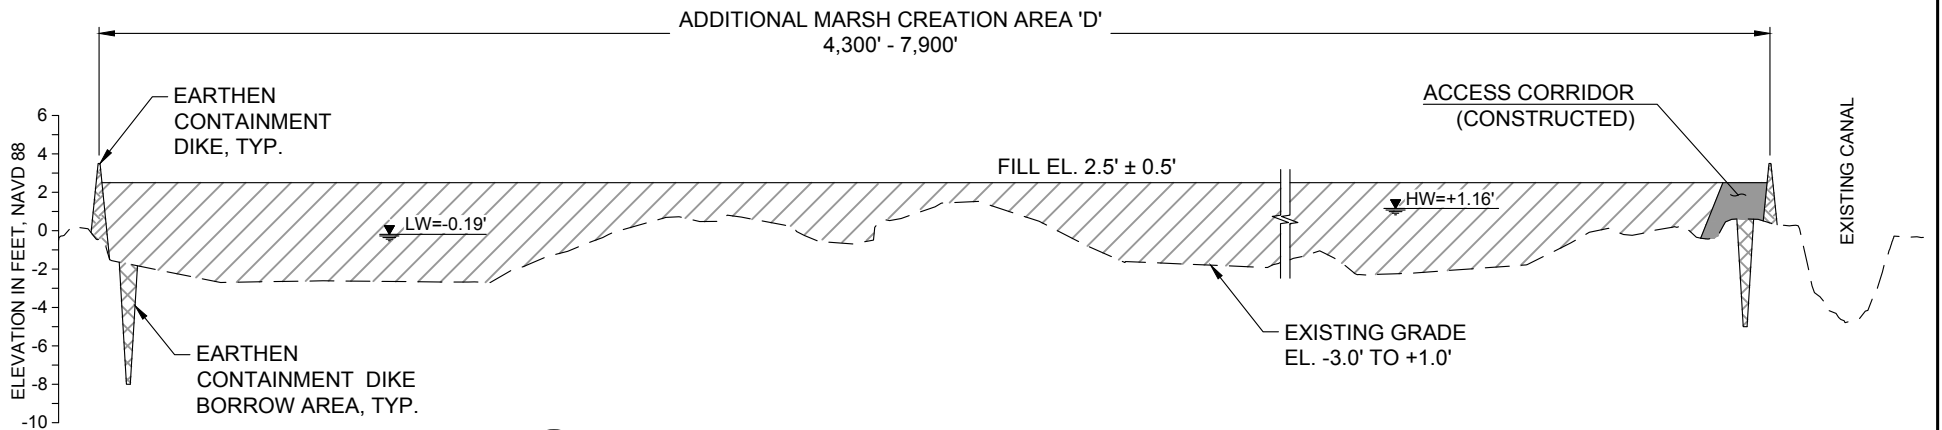 ADDITIONAL MARSH CREATION AREA 'D'
4,300' - 7,900'
EARTHEN
CONTAINMENT
DIKE, TYP.
ACCESS CORRIDOR
(CONSTRUCTED)
EXISTING CANAL
ELEVATION IN FEET, NAVD 88
6
4
2
0
-2
-4
-6
-8
-10
FILL EL. 2.5' ± 0.5'
LW=-0.19'
HW=+1.16'
EXISTING GRADE
EL. -3.0' TO +1.0'
EARTHEN
CONTAINMENT DIKE
BORROW AREA, TYP.